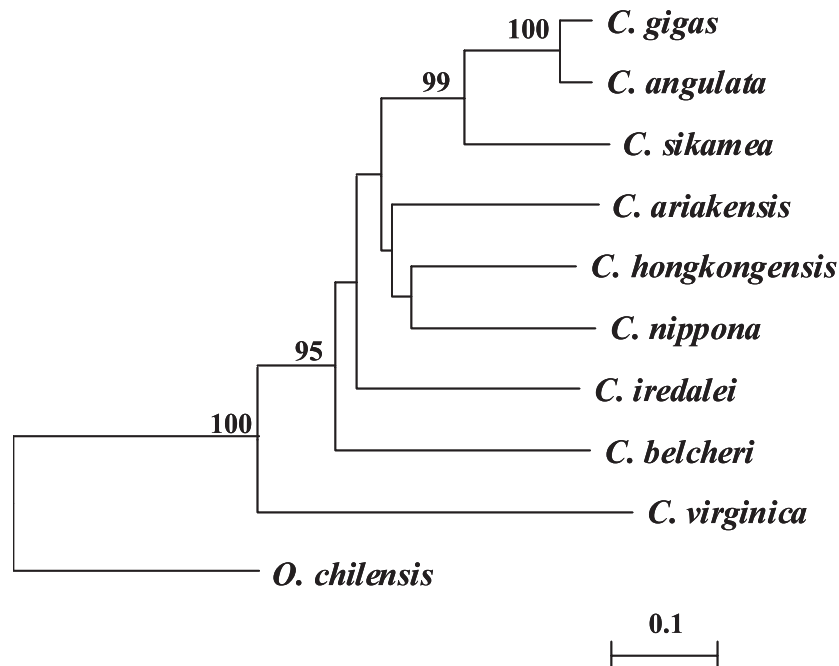 100
C. gigas
C. angulata
99
C. sikamea
C. ariakensis
C. hongkongensis
C. nippona
95
C. iredalei
100
C. belcheri
C. virginica
O. chilensis
0.1